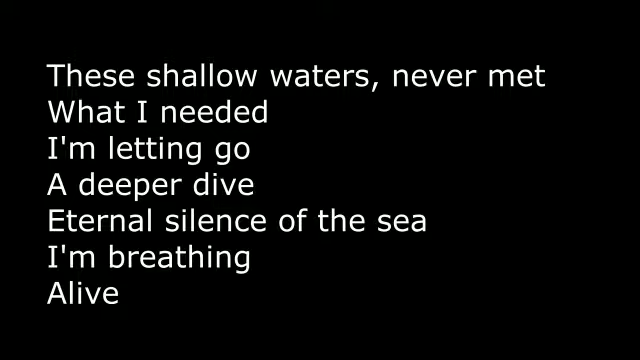 These shallow waters, never met
What I needed
I'm letting go
A deeper dive
Eternal silence of the sea
I'm breathing
Alive